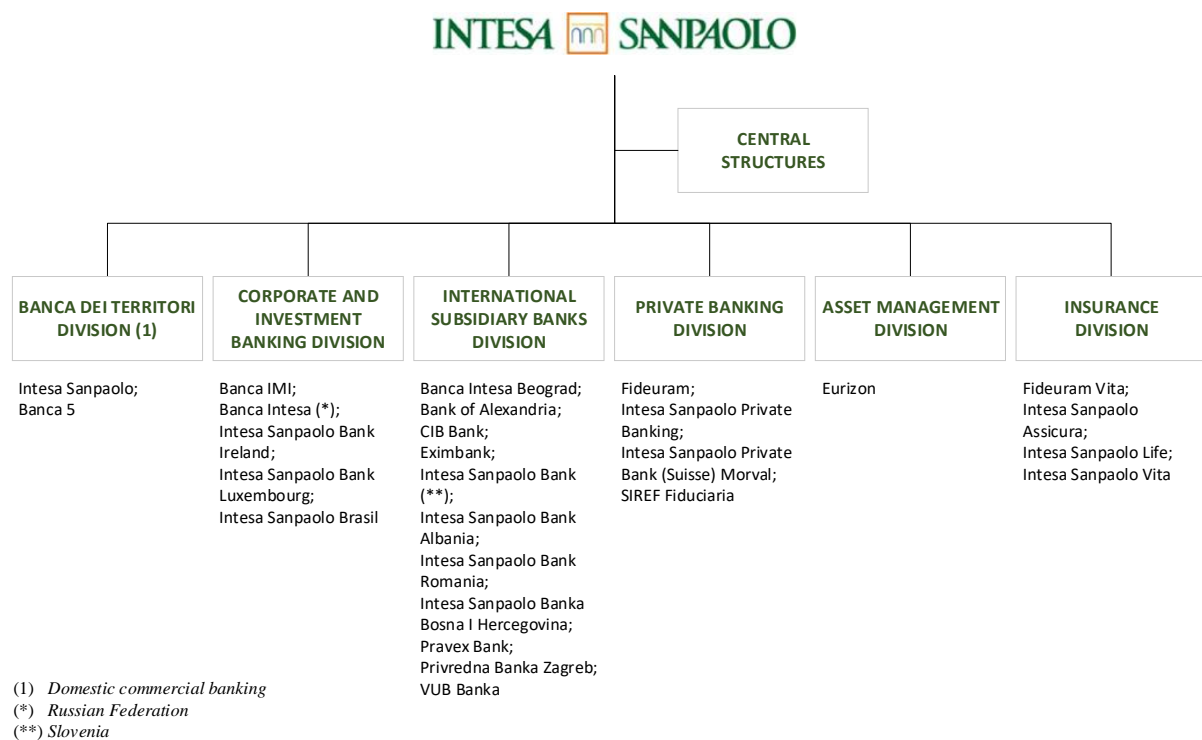 INTESA SANPAOLO
CENTRAL
STRUCTURES
BANCA DEI TERRITORI
DIVISION (1)
Intesa Sanpaolo;
Banca 5
CORPORATE AND
INVESTMENT
BANKING DIVISION
Banca IMI;
Banca Intesa (*);
Intesa Sanpaolo Bank
Ireland;
Intesa Sanpaolo Bank
Luxembourg;
Intesa Sanpaolo Brasil
INTERNATIONAL
SUBSIDIARY BANKS
DIVISION
Banca Intesa Beograd;
Bank of Alexandria;
CIB Bank;
Eximbank;
Intesa Sanpaolo Bank
(**);
Intesa Sanpaolo Bank
Albania;
Intesa Sanpaolo Bank
Romania;
Intesa Sanpaolo Banka
Bosna I Hercegovina;
Pravex Bank;
Privredna Banka Zagreb;
VUB Banka
PRIVATE BANKING
DIVISION
Fideuram;
Intesa Sanpaolo Private
Banking;
Intesa Sanpaolo Private
Bank (Suisse) Morval;
SIREF Fiduciaria
ASSET MANAGEMENT
DIVISION
Eurizon
INSURANCE
DIVISION
Fideuram Vita;
Intesa Sanpaolo
Assicura;
Intesa Sanpaolo Life;
Intesa Sanpaolo Vita
(1) Domestic commercial banking
(*) Russian Federation
(**) Slovenia